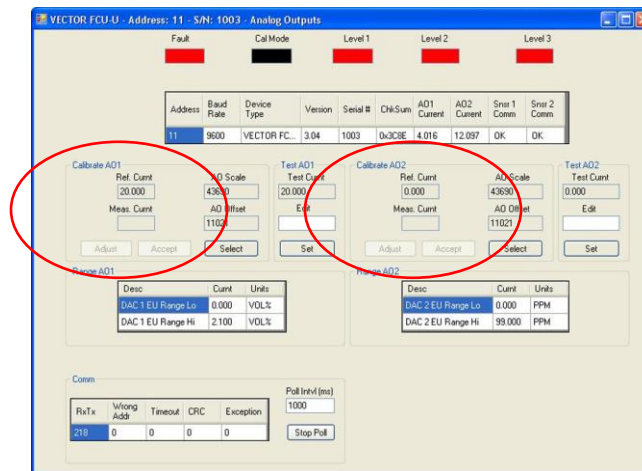 VECTOR FCU-U - Address: 11 - S/N: 1003 - Analog Outputs
Fault Cal Mode Level 1 Level 2 Level 3
Address Baud Rate Device Type Version Serial # ChkSum AO1 Current AO2 Current Snsr 1 Comm Snsr 2 Comm
11 9600 VECTOR FC... 3.04 1003 0x3C8E 4.016 12.097 OK OK
Calibrate AO1 Test AO1 Calibrate AO2 Test AO2
Ref. Curnt AO Scale Test Curnt Ref. Curnt AO Scale Test Curnt
20.000 43690 20.000 0.000 43690 0.000
Meas. Curnt AO Offset Edit Meas. Curnt AO Offset Edit
11021 11021
Adjust Accept Select Set Adjust Accept Select Set
Range AO1 Range AO2
Desc Curnt Units Desc Curnt Units
DAC 1 EU Range Lo 0.000 VOL% DAC 2 EU Range Lo 0.000 PPM
DAC 1 EU Range Hi 2.100 VOL% DAC 2 EU Range Hi 99.000 PPM
Comm
Poll Intvl (ms)
RxTx Wrong Addr Timeout CRC Exception 1000
218 0 0 0 0 Stop Poll